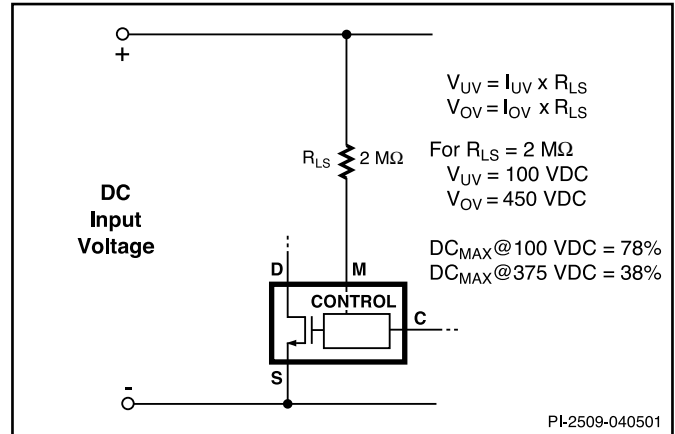 +
V_UV = I_UV x R_LS
V_OV = I_OV x R_LS
R_LS 2 MΩ
For R_LS = 2 MΩ
V_UV = 100 VDC
V_OV = 450 VDC
DC
Input
Voltage
DC_MAX@100 VDC = 78%
DC_MAX@375 VDC = 38%
D M
CONTROL
C
S
-
PI-2509-040501